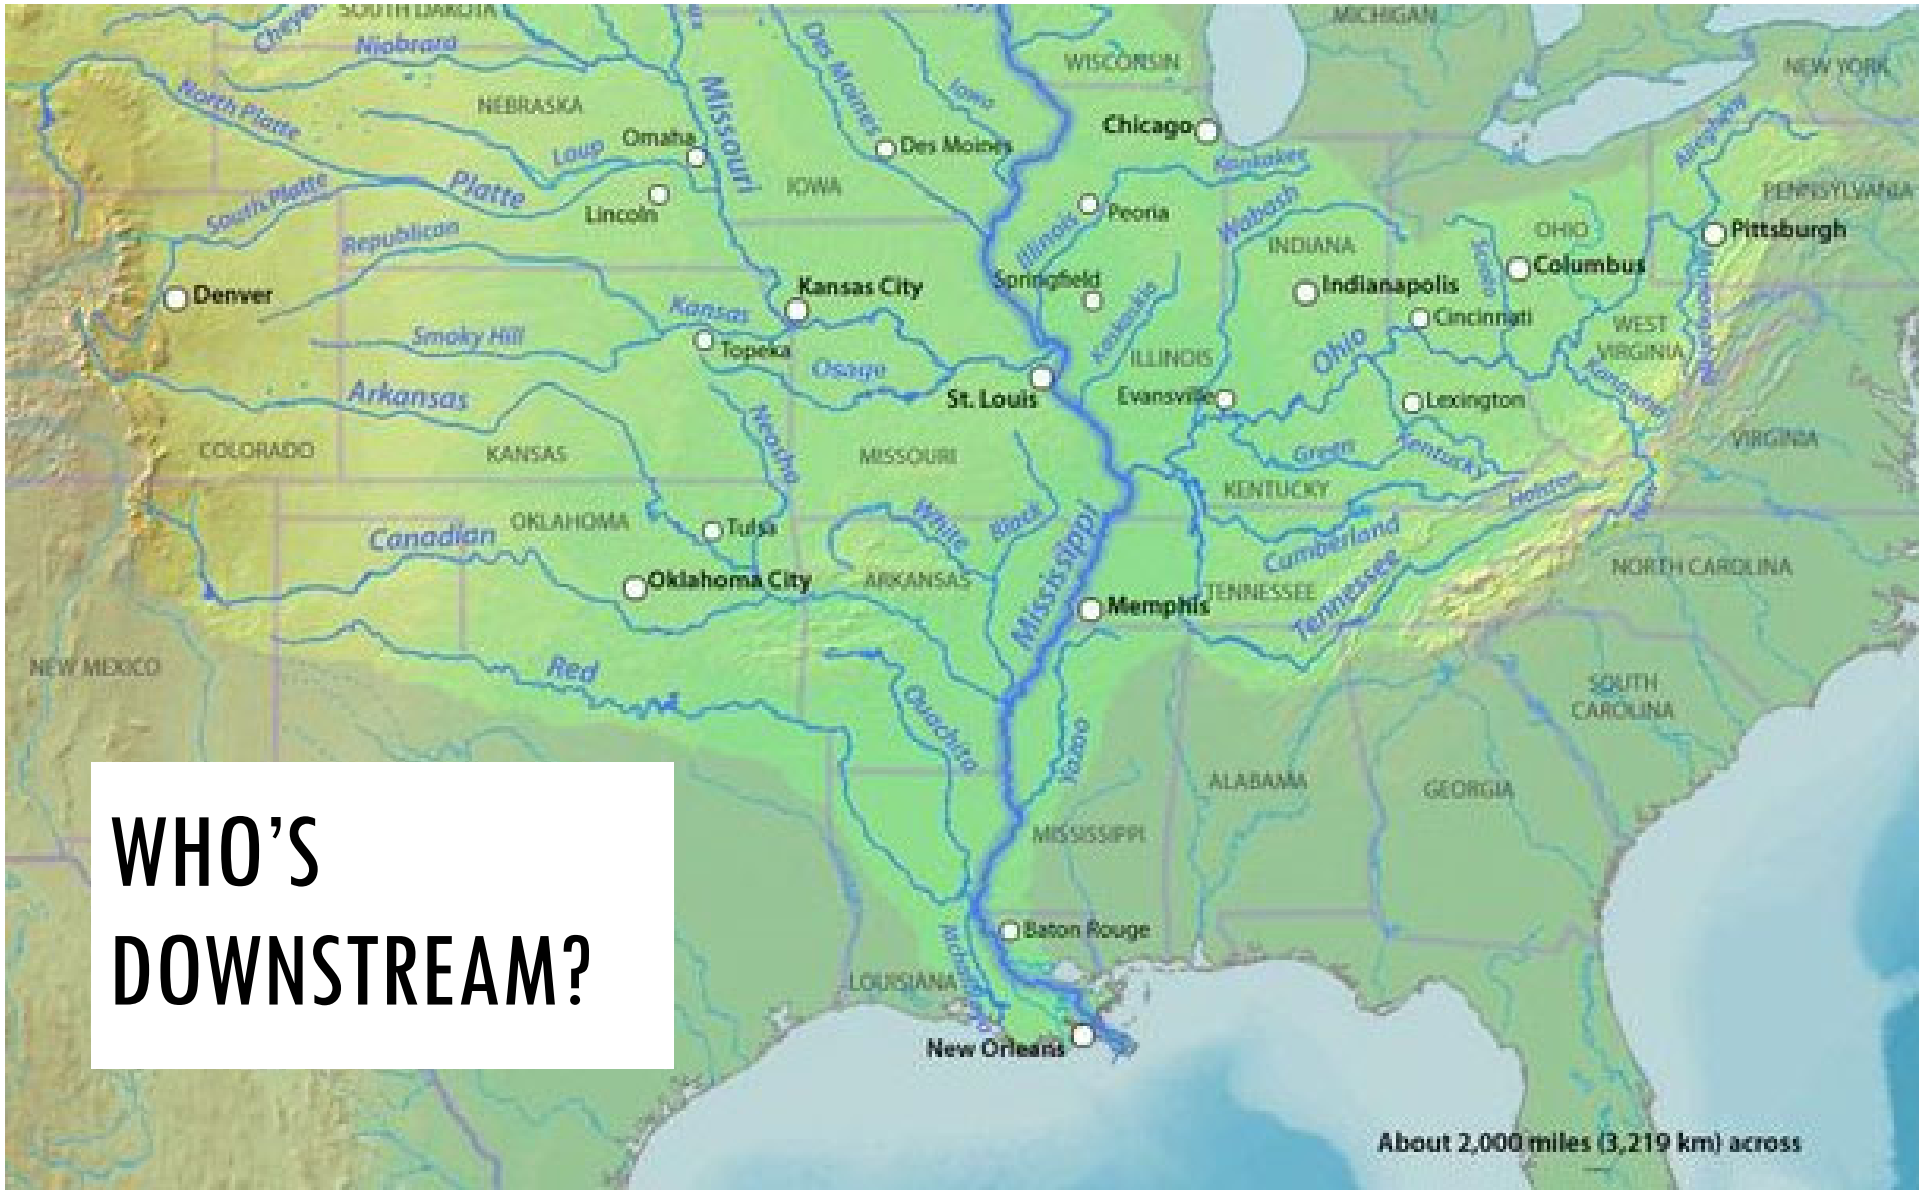 SOUTH DAKOTA
MICHIGAN
Niobrara
Des Moines
WISCONSIN
NEW YORK
North Platte
NEBRASKA
Missouri
Iowa
Allegheny
Omaha
Chicago
Loup
Des Moines
Kankakee
South Platte
Platte
IOWA
PENNSYLVANIA
Lincoln
Peoria
Wabash
Republican
Illinois
INDIANA
OHIO
Pittsburgh
Denver
Springfield
Columbus
Kansas City
Indianapolis
Scioto
Kansas
Kaskaskia
Cincinnati
WEST
VIRGINIA
Smoky Hill
Topeka
ILLINOIS
Ohio
Osage
Arkansas
St. Louis
Evansville
Lexington
Kanawha
Neosho
COLORADO
KANSAS
MISSOURI
Green
Kentucky
VIRGINIA
KENTUCKY
Holston
OKLAHOMA
Tulsa
White
Black
Canadian
Mississippi
Cumberland
Oklahoma City
ARKANSAS
TENNESSEE
Tennessee
NORTH CAROLINA
Memphis
NEW MEXICO
Red
Ouachita
SOUTH
CAROLINA
Yazoo
ALABAMA
GEORGIA
WHO’S
DOWNSTREAM?
MISSISSIPPI
Baton Rouge
LOUISIANA
New Orleans
About 2,000 miles (3,219 km) across